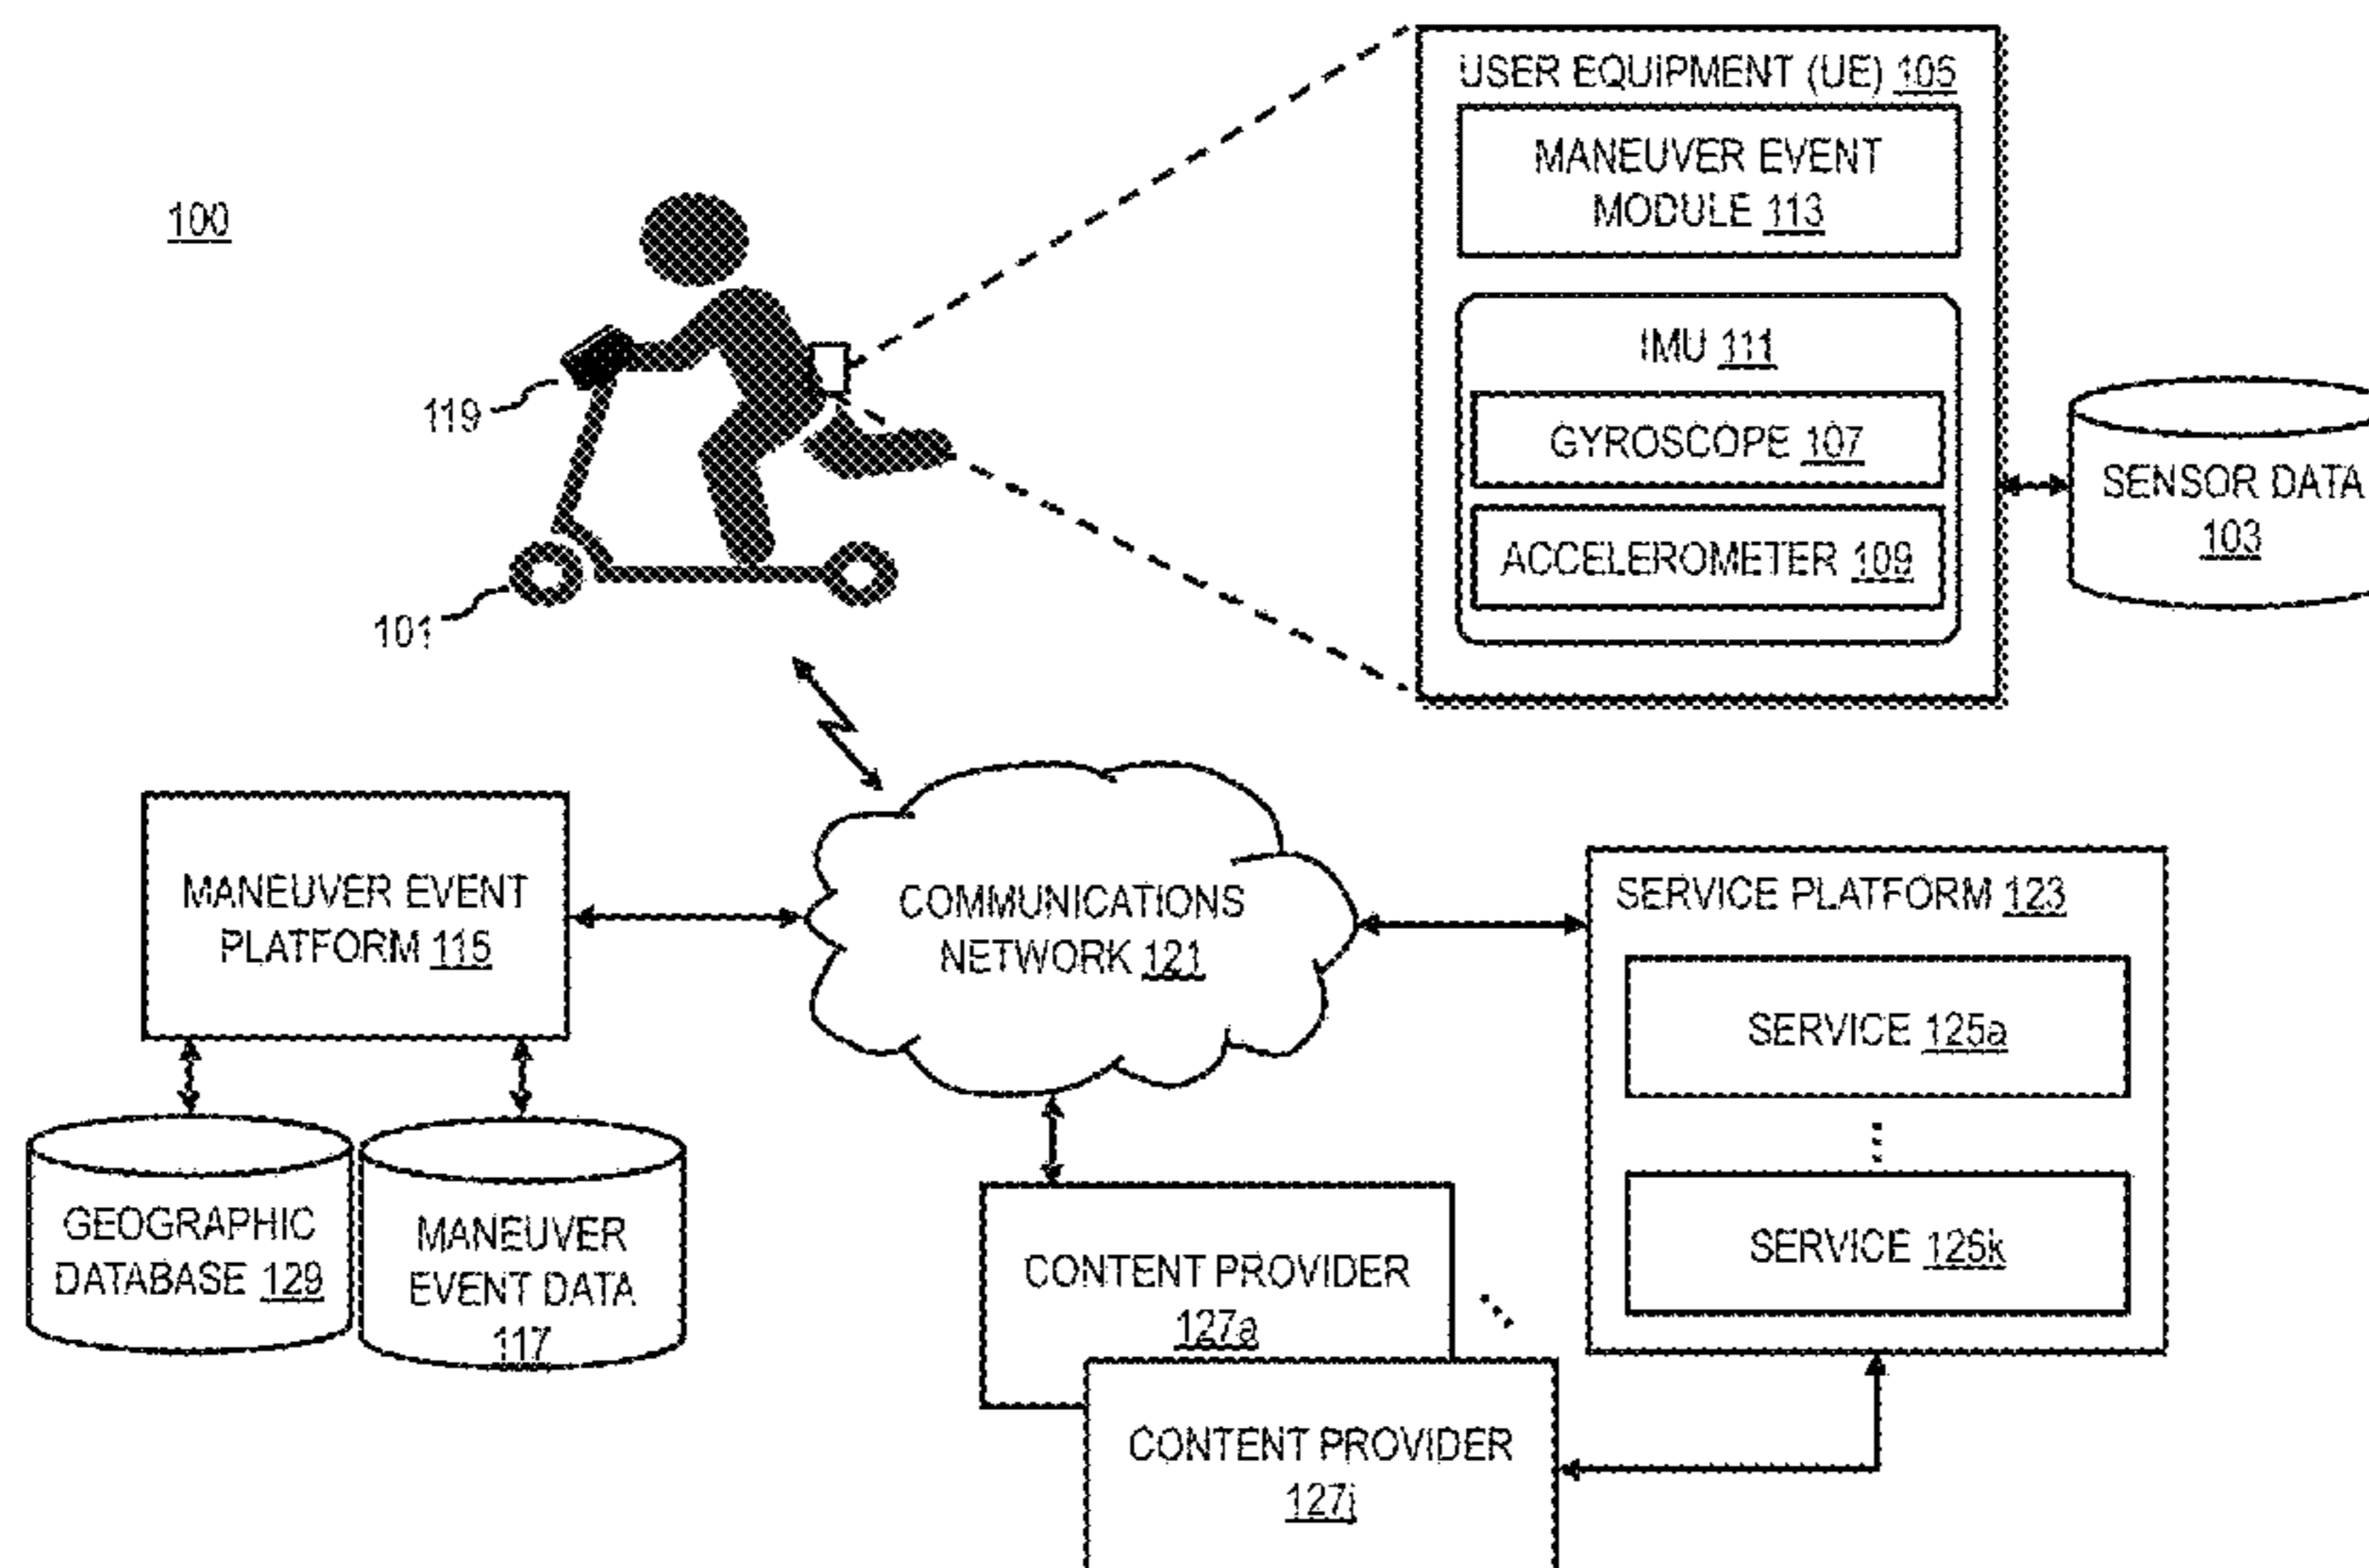 100
119
101
USER EQUIPMENT (UE) 105
MANEUVER EVENT
MODULE 113
IMU 111
GYROSCOPE 107
ACCELEROMETER 109
SENSOR DATA
103
MANEUVER EVENT
PLATFORM 115
COMMUNICATIONS
NETWORK 121
SERVICE PLATFORM 123
SERVICE 125a
SERVICE 125k
GEOGRAPHIC
DATABASE 129
MANEUVER
EVENT DATA
117
CONTENT PROVIDER
127a
CONTENT PROVIDER
127j